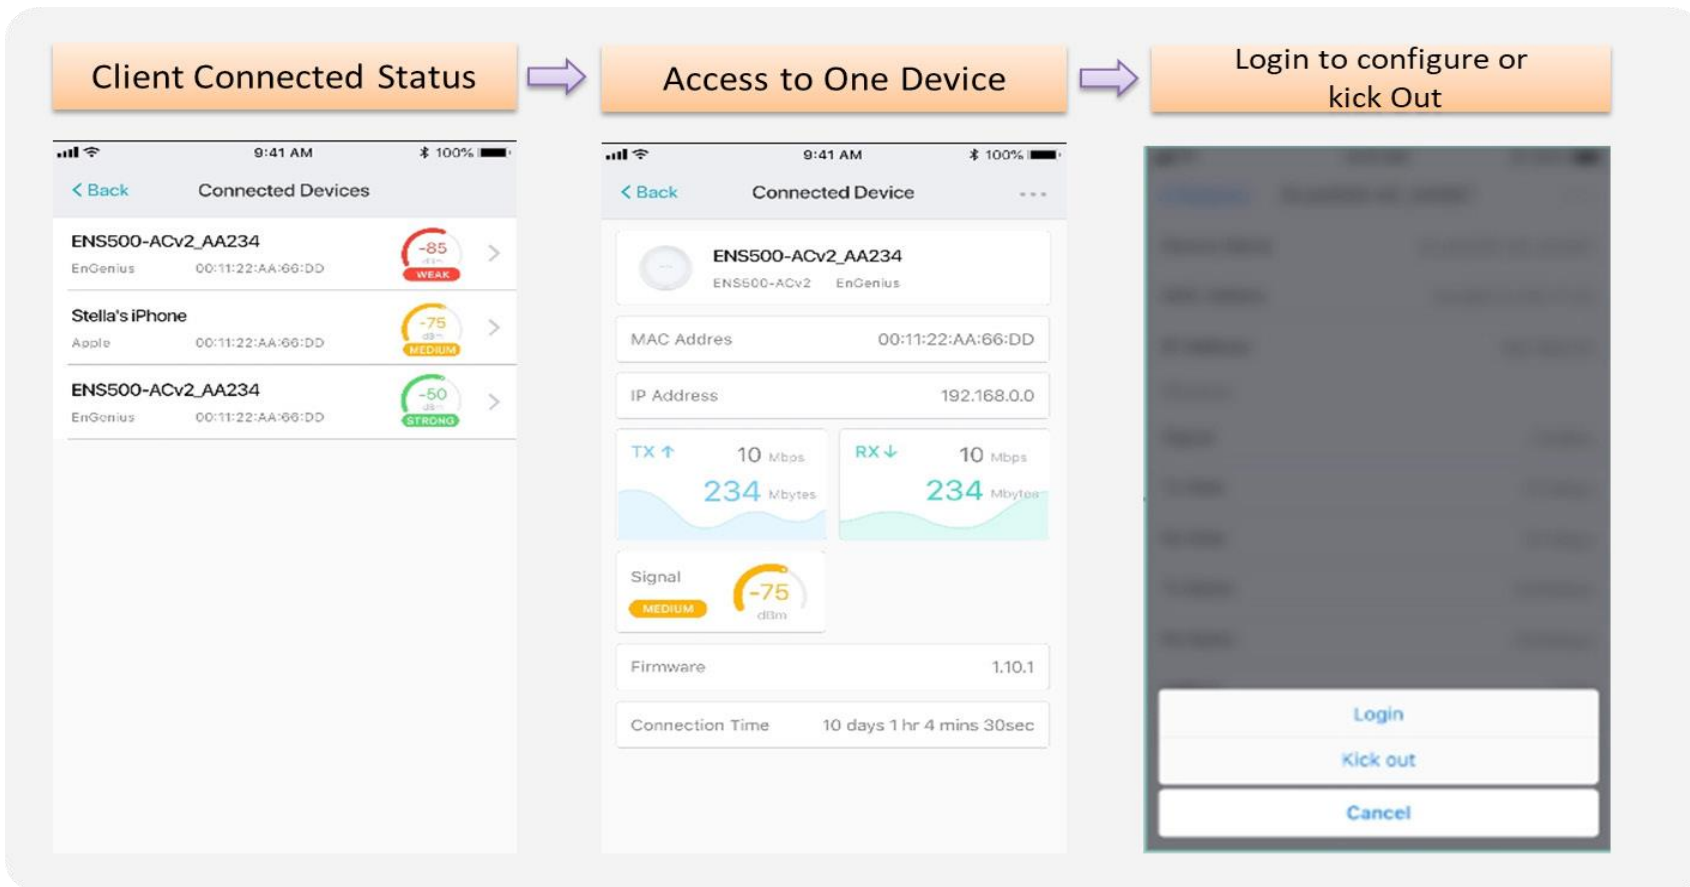 Client Connected Status
Access to One Device
Login to configure or
kick Out
9:41 AM
100%
Back
Connected Devices
ENS500-ACv2_AA234
EnGenius 00:11:22:AA:66:DD
-85
dBm
WEAK
Stella's iPhone
Apple 00:11:22:AA:66:DD
-75
dBm
MEDIUM
ENS500-ACv2_AA234
EnGenius 00:11:22:AA:66:DD
-50
dBm
STRONG
9:41 AM
100%
Back
Connected Device
ENS500-ACv2_AA234
ENS500-ACv2 EnGenius
MAC Addres 00:11:22:AA:66:DD
IP Address 192.168.0.0
TX 10 Mbps
234 Mbytes
RX 10 Mbps
234 Mbytes
Signal
MEDIUM
-75
dBm
Firmware 1.10.1
Connection Time 10 days 1 hr 4 mins 30sec
Login
Kick out
Cancel